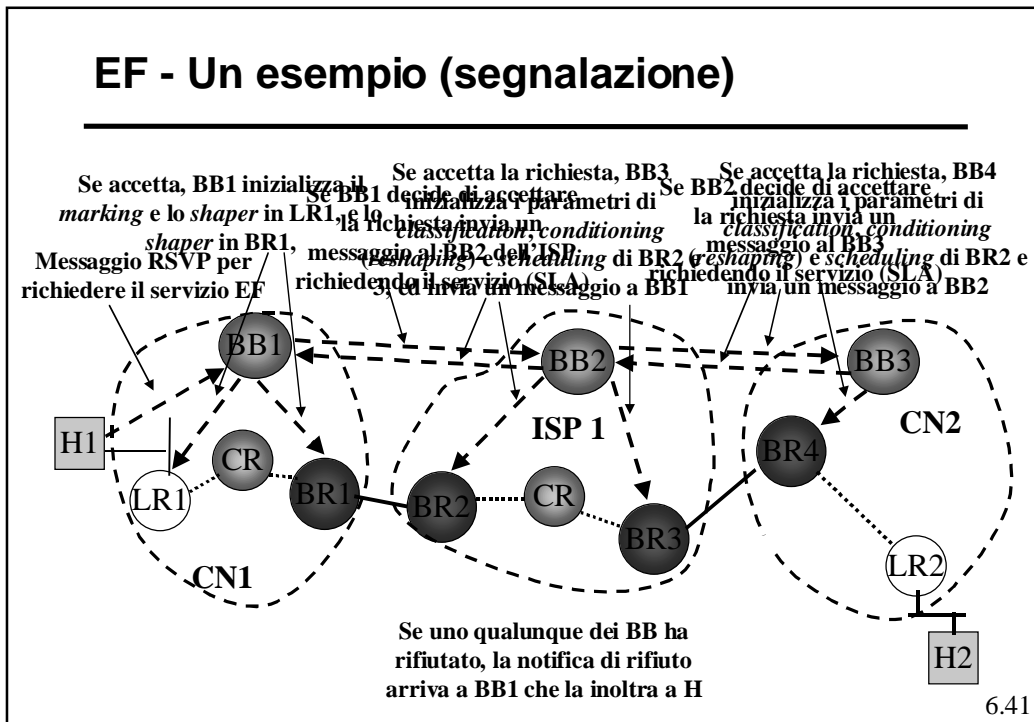 EF - Un esempio (segnalazione)
Se accetta, BB1 inizializza il
marking e lo shaper in LR1, e lo
shaper in BR1,
Messaggio RSVP per
richiedere il servizio EF
Se BB1 decide di accettare
la richiesta invia un
messaggio al BB2 dell'ISP
richiedendo il servizio (SLA)
Se accetta la richiesta, BB3
inizializza i parametri di
classification, conditioning
(reshaping) e scheduling di BR2 e
3, ed invia un messaggio a BB1
Se BB2 decide di accettare
la richiesta invia un
messaggio al BB3
richiedendo il servizio (SLA)
Se accetta la richiesta, BB4
inizializza i parametri di
classification, conditioning
(reshaping) e scheduling di BR2 e
invia un messaggio a BB2
BB1
BB2
BB3
H1
ISP 1
CN2
CR
BR4
LR1
BR1
BR2
CR
BR3
CN1
LR2
Se uno qualunque dei BB ha
rifiutato, la notifica di rifiuto
arriva a BB1 che la inoltra a H
H2
6.41